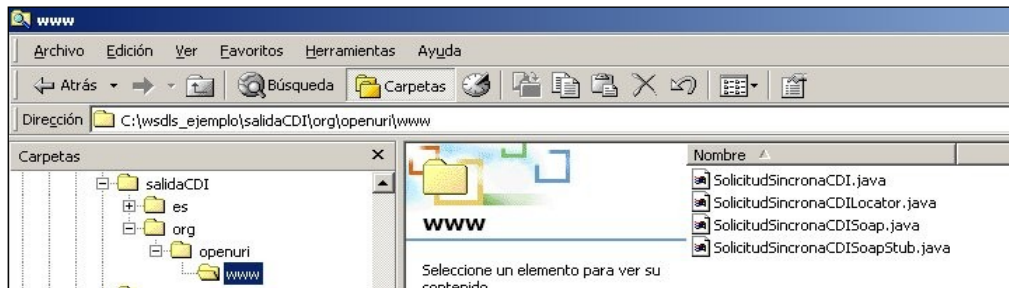 www
Archivo Edición Ver Favoritos Herramientas Ayuda
Atrás Búsqueda Carpetas
Dirección C:\wsdls_ejemplo\salidaCDI\org\openuri\www
Carpetas
salidaCDI
es
org
openuri
www
www
Seleccione un elemento para ver su
contenido.
Nombre
SolicitudSincronaCDI.java
SolicitudSincronaCDILocator.java
SolicitudSincronaCDISoap.java
SolicitudSincronaCDISoapStub.java